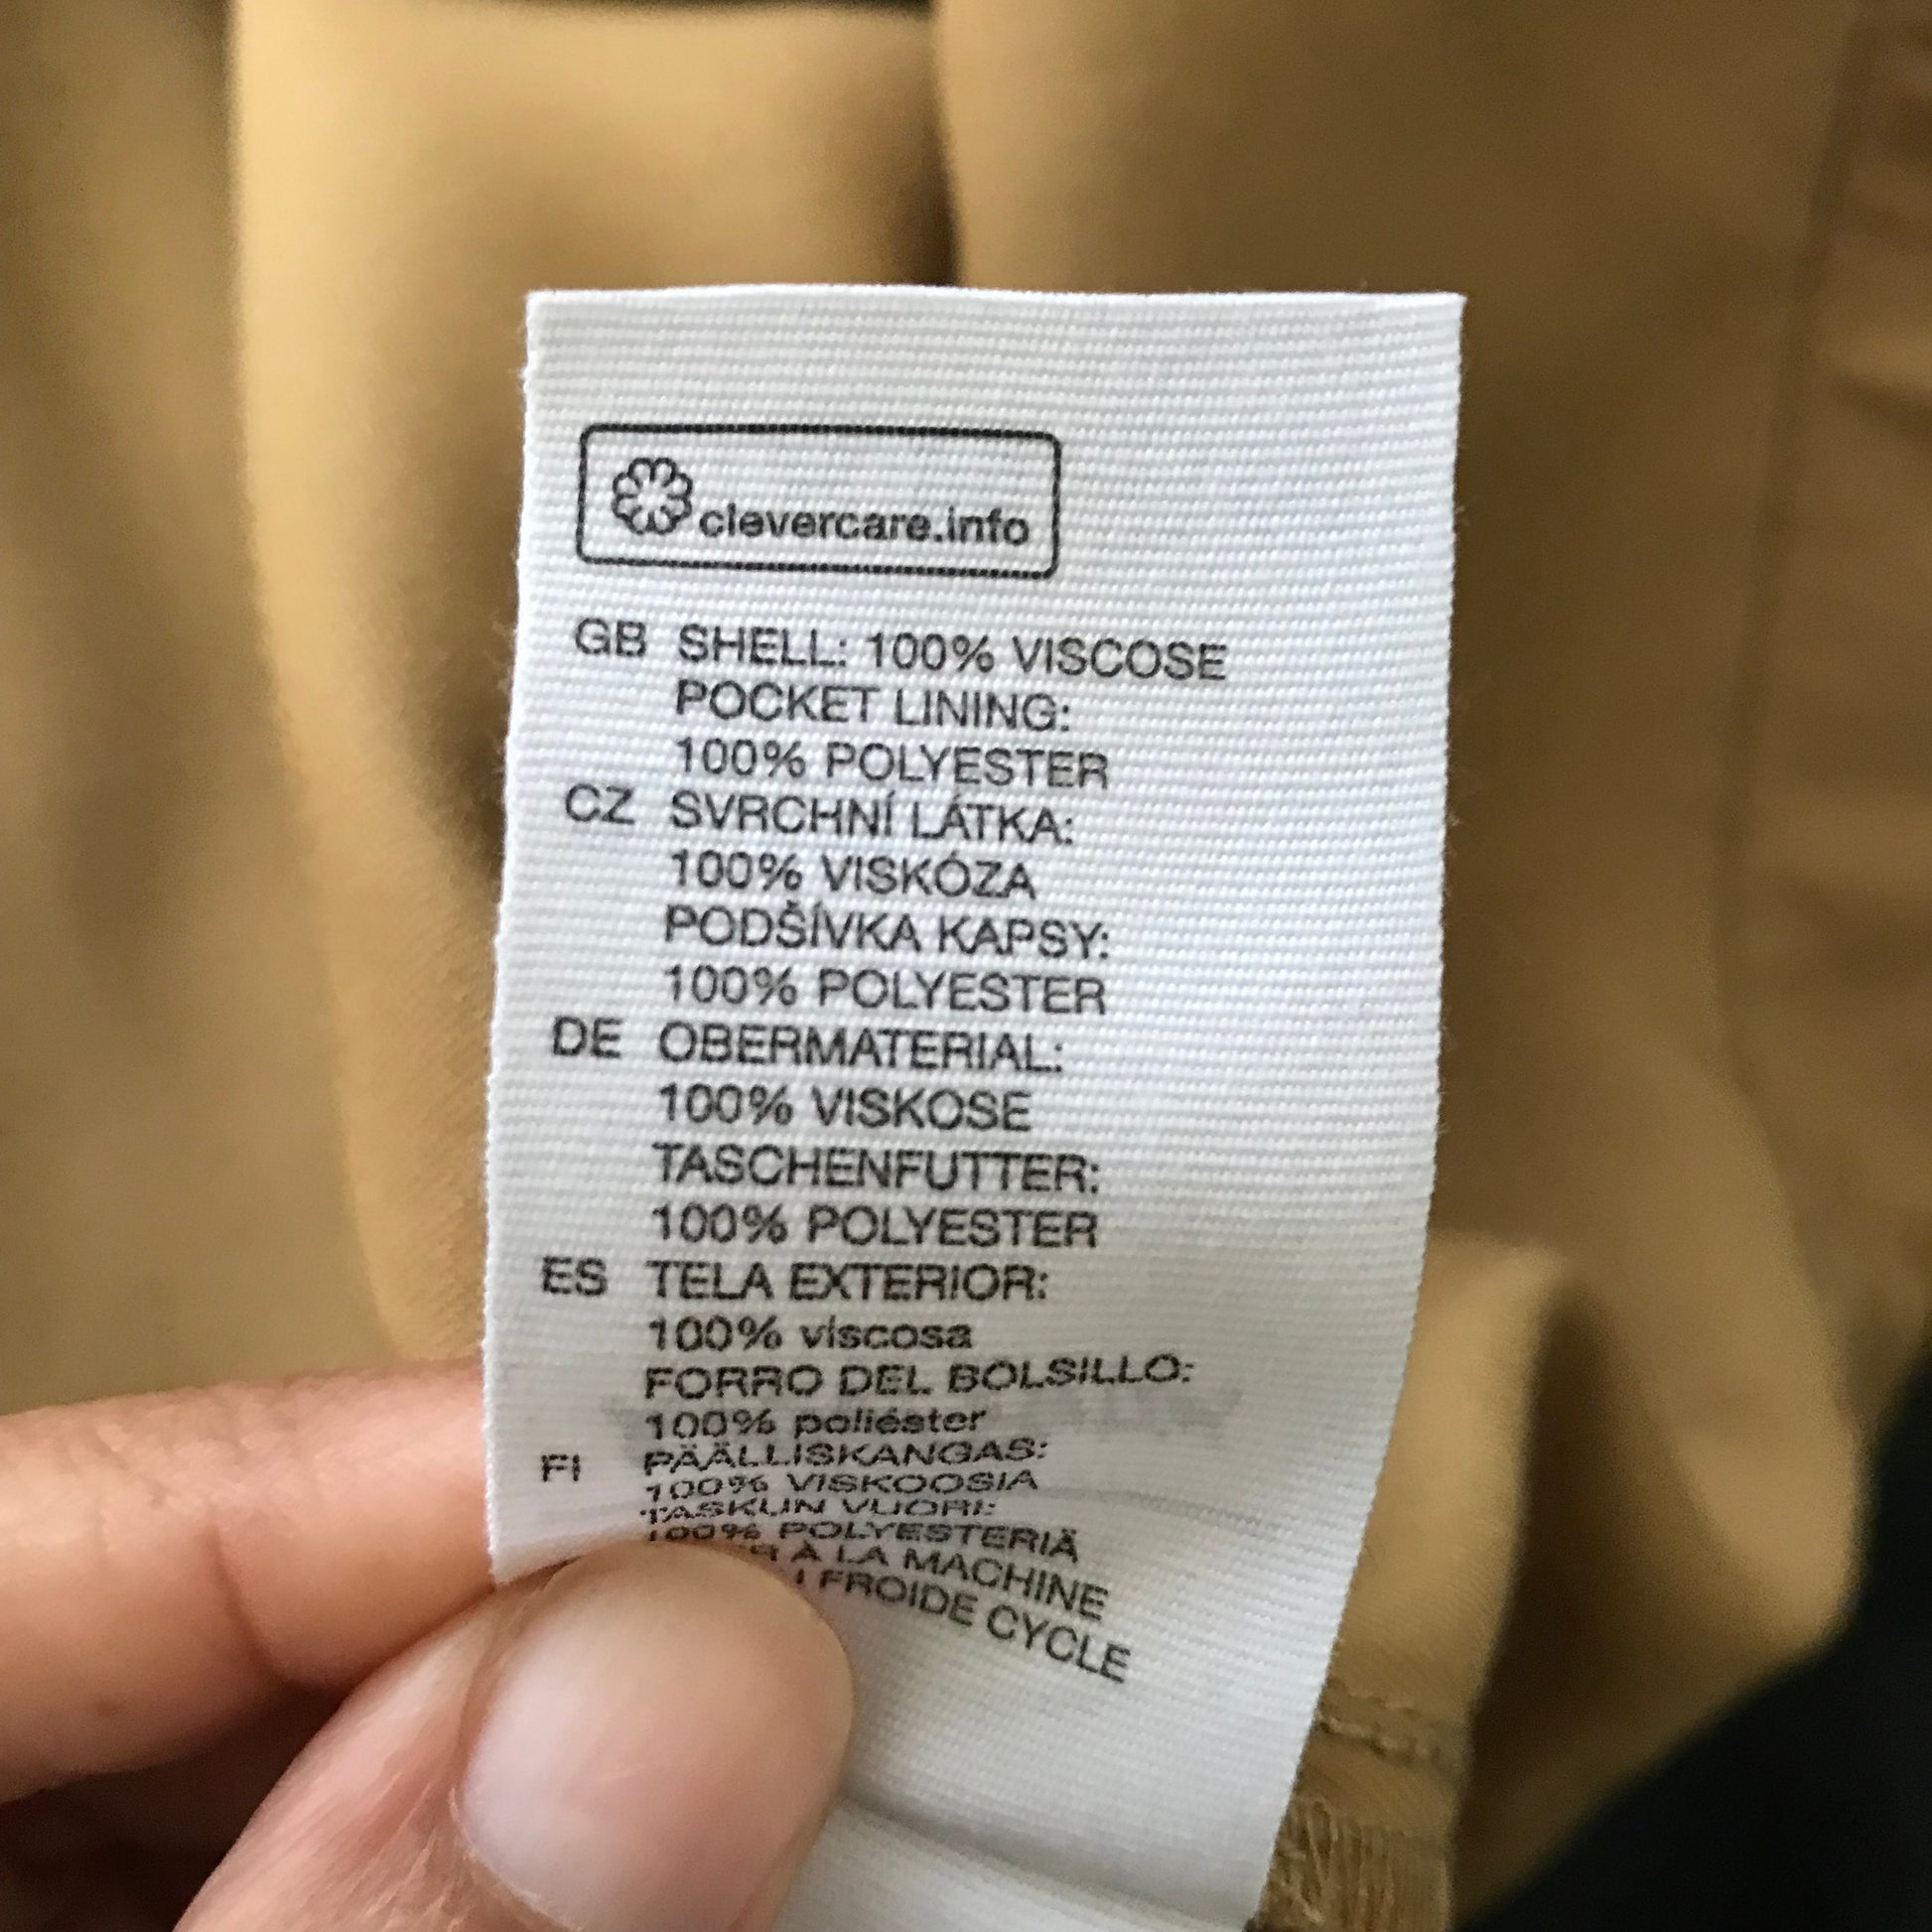 clevercare.info
GB SHELL: 100% VISCOSE
POCKET LINING:
100% POLYESTER
CZ SVRCHNÍ LÁTKA:
100% VISKÓZA
PODŠÍVKA KAPSY:
100% POLYESTER
DE OBERMATERIAL:
100% VISKOSE
TASCHENFUTTER:
100% POLYESTER
ES TELA EXTERIOR:
100% viscosa
FORRO DEL BOLSILLO:
100% poliéster
FI PÄÄLLISKANGAS:
100% VISKOOSIA
TASKUN VUORI:
100% POLYESTERIÄ
À LA MACHINE
FROIDE CYCLE